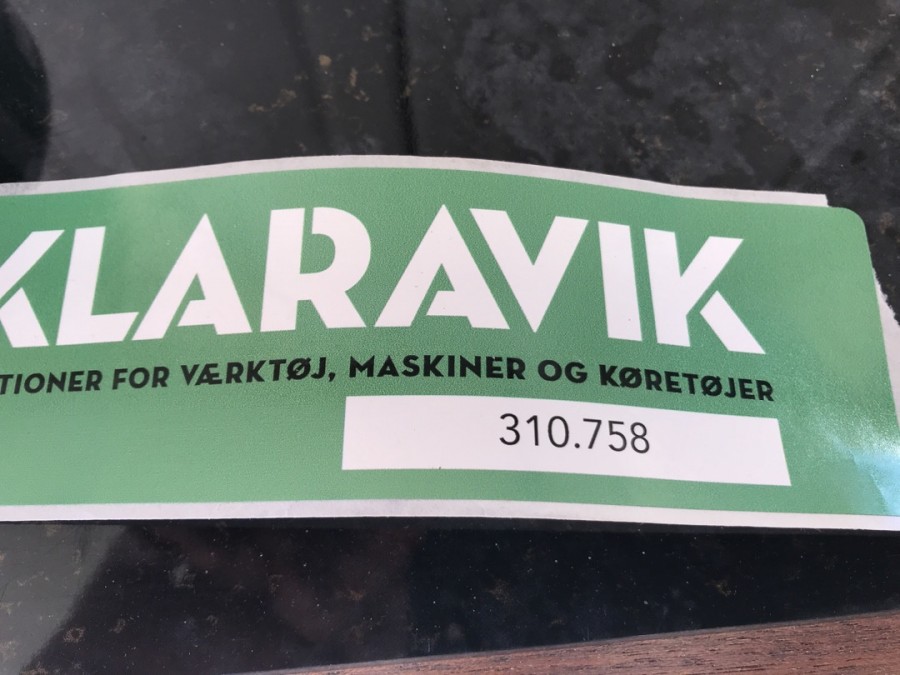 KLARAVIK
TIONER FOR VÆRKTØJ, MASKINER OG KØRETØJER
310.758